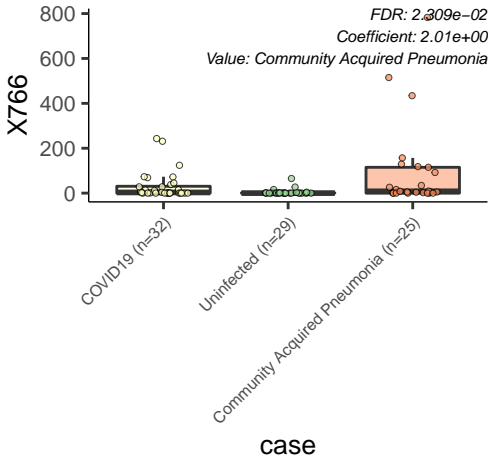 FDR: 2.309e−02
Coefficient: 2.01e+00
Value: Community Acquired Pneumonia
800
600
400
200
0
X766
COVID19 (n=32)
Uninfected (n=29)
Community Acquired Pneumonia (n=25)
case